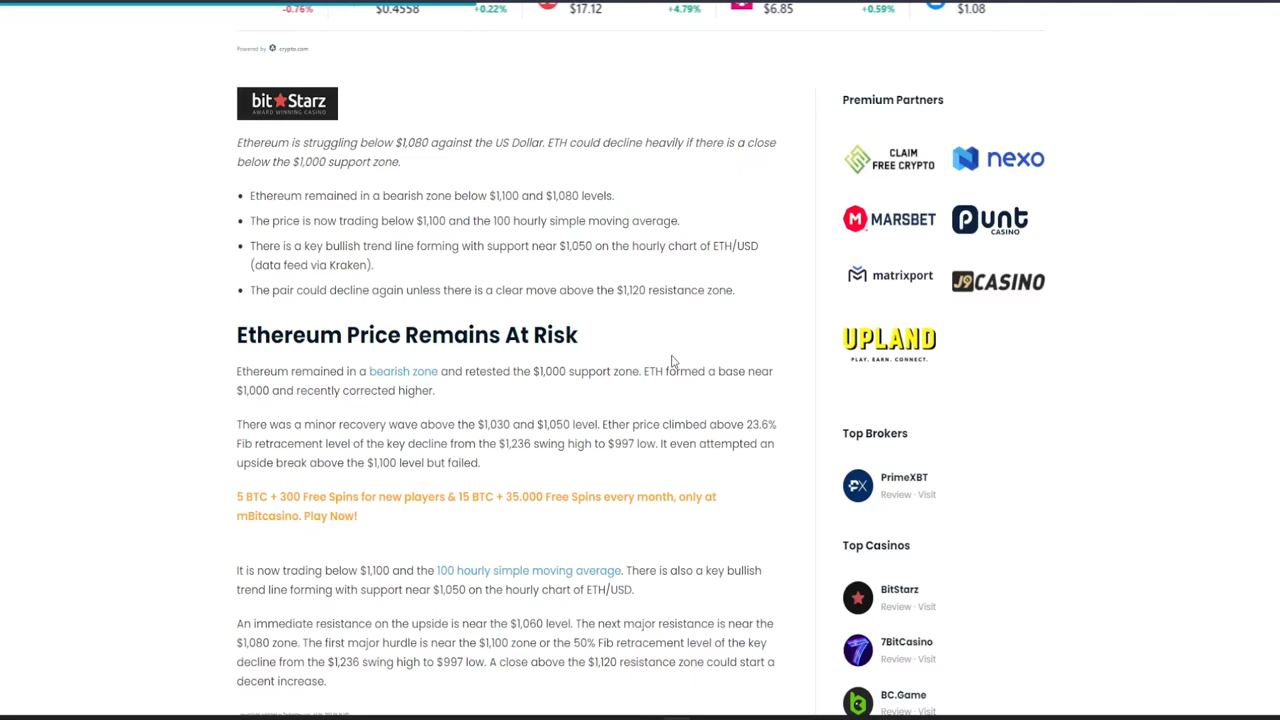 -0.76%
$0.4558
+0.22%
$17.12
+4.79%
$6.85
+0.59%
$1.08
Powered by crypto.com
bit Starz
AWARD WINNING CASINO
Ethereum is struggling below $1,080 against the US Dollar. ETH could decline heavily if there is a close
below the $1,000 support zone.
• Ethereum remained in a bearish zone below $1,100 and $1,080 levels.
• The price is now trading below $1,100 and the 100 hourly simple moving average.
• There is a key bullish trend line forming with support near $1,050 on the hourly chart of ETH/USD
(data feed via Kraken).
• The pair could decline again unless there is a clear move above the $1,120 resistance zone.
Ethereum Price Remains At Risk
Ethereum remained in a bearish zone and retested the $1,000 support zone. ETH formed a base near
$1,000 and recently corrected higher.
There was a minor recovery wave above the $1,030 and $1,050 level. Ether price climbed above 23.6%
Fib retracement level of the key decline from the $1,236 swing high to $997 low. It even attempted an
upside break above the $1,100 level but failed.
5 BTC + 300 Free Spins for new players & 15 BTC + 35.000 Free Spins every month, only at
mBitcasino. Play Now!
It is now trading below $1,100 and the 100 hourly simple moving average. There is also a key bullish
trend line forming with support near $1,050 on the hourly chart of ETH/USD.
An immediate resistance on the upside is near the $1,060 level. The next major resistance is near the
$1,080 zone. The first major hurdle is near the $1,100 zone or the 50% Fib retracement level of the key
decline from the $1,236 swing high to $997 low. A close above the $1,120 resistance zone could start a
decent increase.
Premium Partners
CLAIM
FREE CRYPTO
nexo
MARSBET
Punt
CASINO
matrixport
J9CASINO
UPLAND
PLAY. EARN. CONNECT.
Top Brokers
PrimeXBT
Review · Visit
Top Casinos
BitStarz
Review · Visit
7BitCasino
Review · Visit
BC.Game
Review · Visit